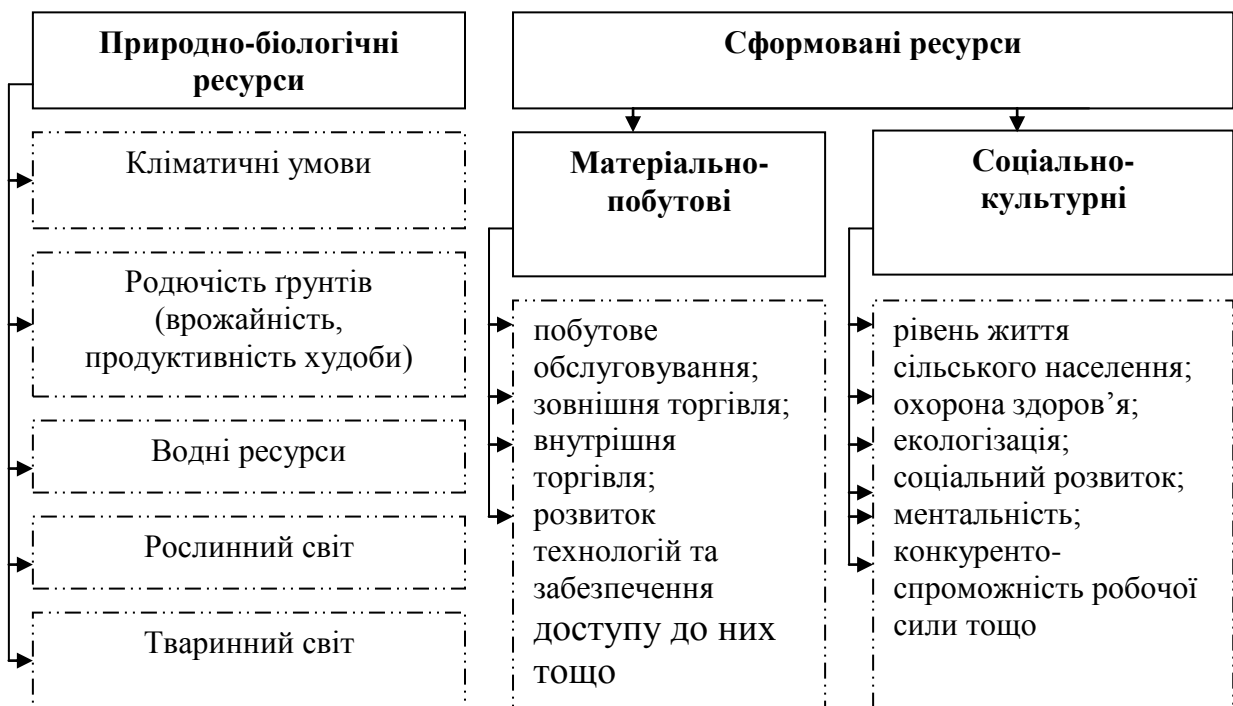 Природно-біологічні
ресурси
Кліматичні умови
Родючість ґрунтів
(врожайність,
продуктивність худоби)
Водні ресурси
Рослинний світ
Тваринний світ
Сформовані ресурси
Матеріально-
побутові
побутове
обслуговування;
зовнішня торгівля;
внутрішня
торгівля;
розвиток
технологій та
забезпечення
доступу до них
тощо
Соціально-
культурні
рівень життя
сільського населення;
охорона здоров’я;
екологізація;
соціальний розвиток;
ментальність;
конкуренто-
спроможність робочої
сили тощо